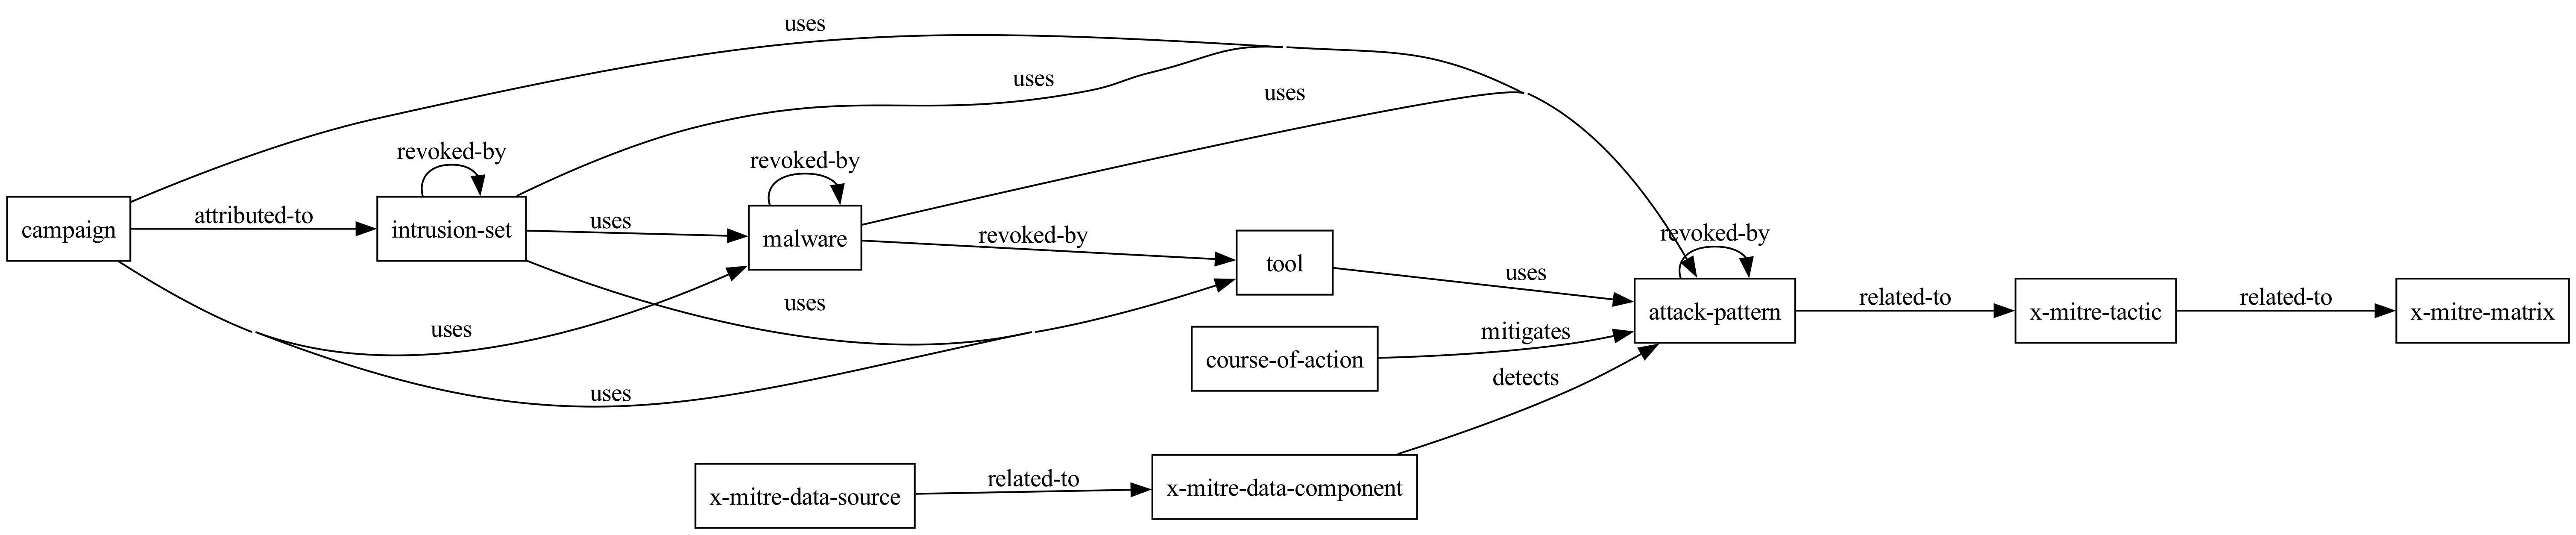 uses
uses
uses
revoked-by
revoked-by
campaign
attributed-to
intrusion-set
uses
malware
revoked-by
tool
uses
revoked-by
attack-pattern
related-to
x-mitre-tactic
related-to
x-mitre-matrix
uses
uses
uses
course-of-action
mitigates
detects
x-mitre-data-source
related-to
x-mitre-data-component